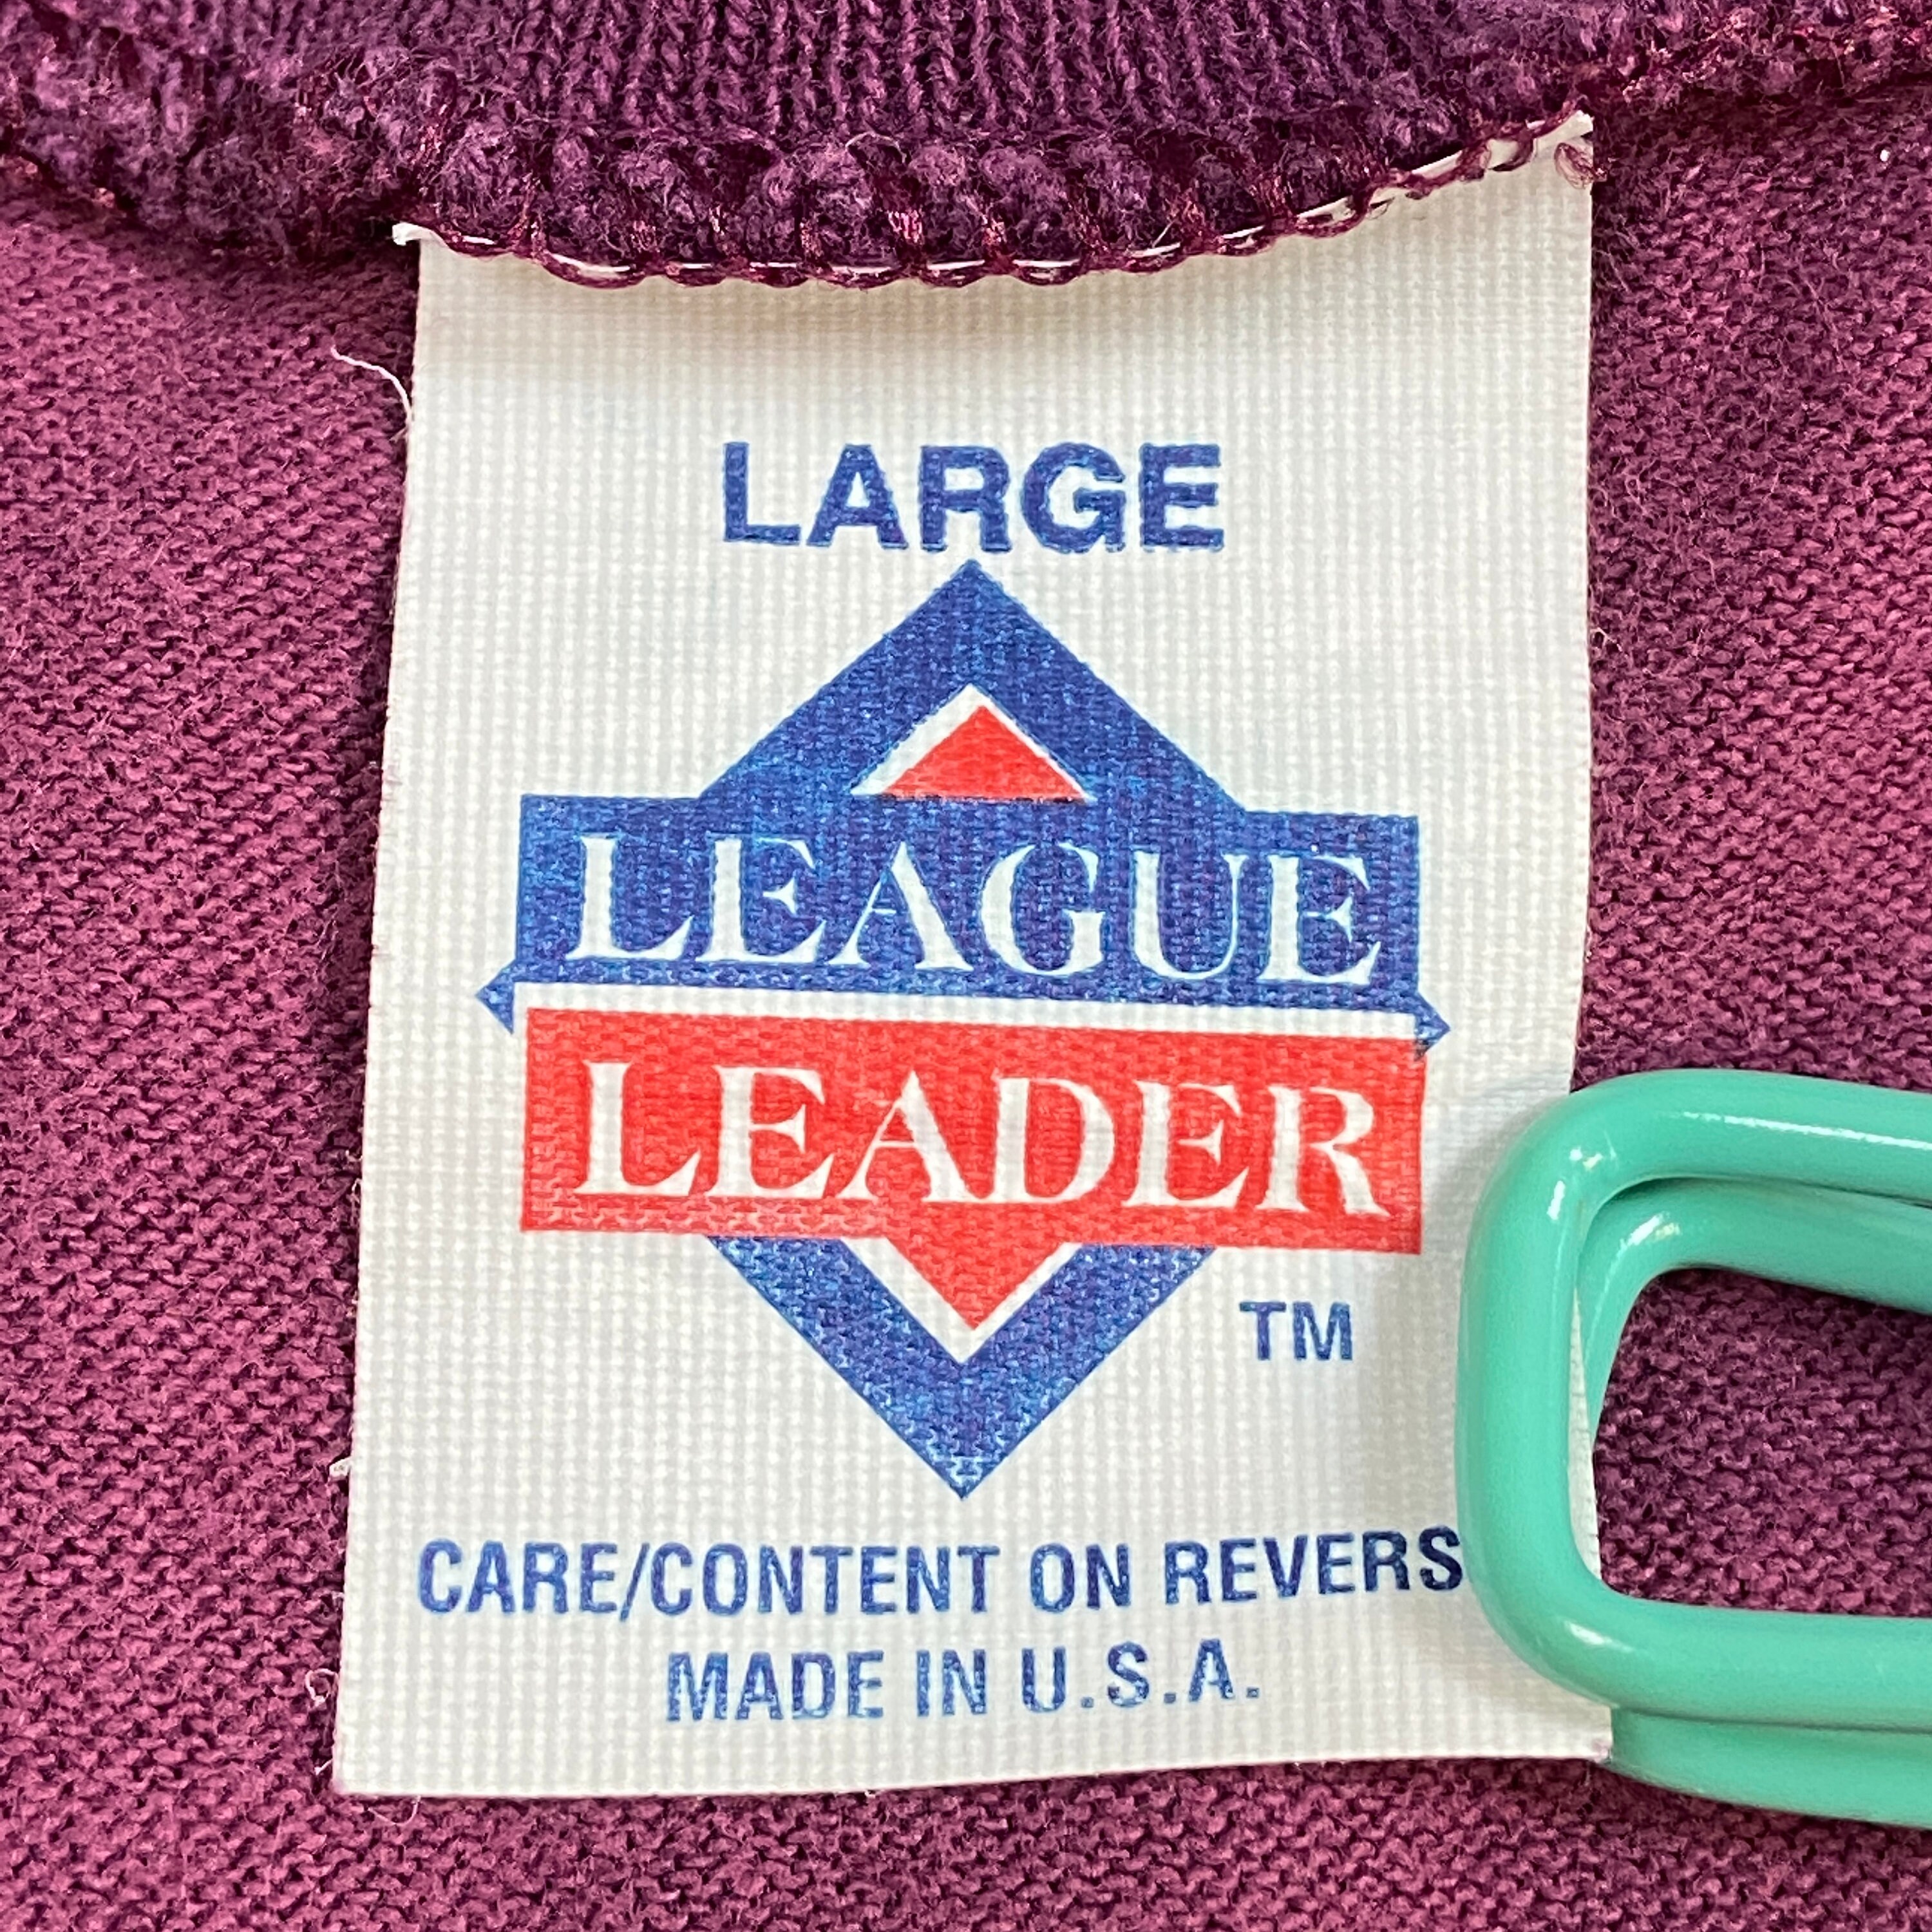 LARGE
LEAGUE
LEADER
TM
CARE/CONTENT ON REVERS
MADE IN U.S.A.